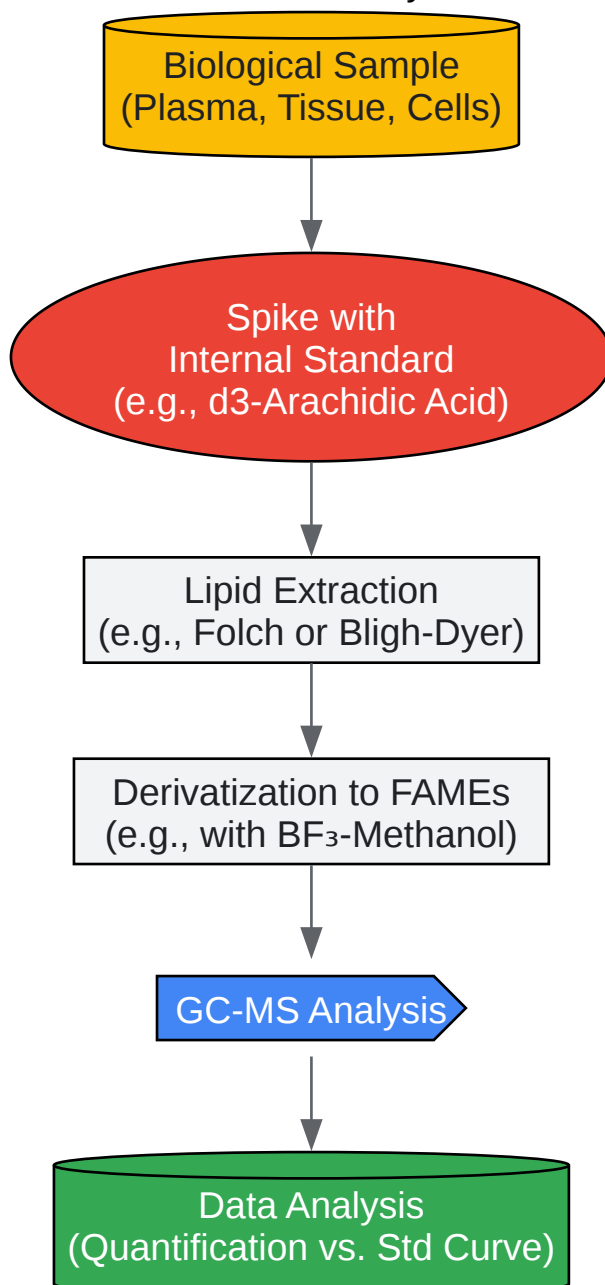 Biological Sample
(Plasma, Tissue, Cells)
Spike with
Internal Standard
(e.g., d3-Arachidic Acid)
Lipid Extraction
(e.g., Folch or Bligh-Dyer)
Derivatization to FAMEs
(e.g., with BF₃-Methanol)
GC-MS Analysis
Data Analysis
(Quantification vs. Std Curve)